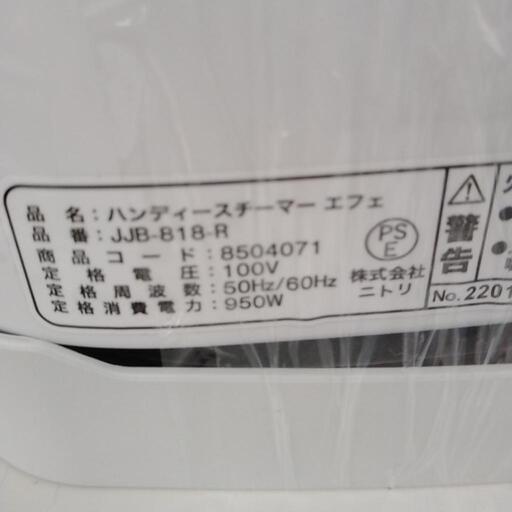 品名：ハンディースチーマー エフェ
品番：JJB-818-R
商品コード：8504071
定格電圧：100V
定格周波数：50Hz/60Hz
定格消費電力：950W
PS
E
株式会社
ニトリ
警告
No.2201